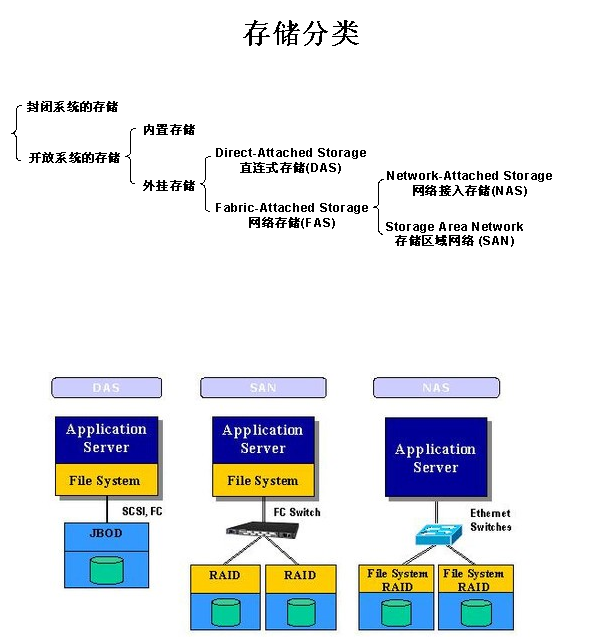 存储分类
封闭系统的存储
开放系统的存储
内置存储
外挂存储
Direct-Attached Storage
直连式存储(DAS)
Fabric-Attached Storage
网络存储(FAS)
Network-Attached Storage
网络接入存储(NAS)
Storage Area Network
存储区域网络 (SAN)
DAS
SAN
NAS
Application
Server
File System
SCSI, FC
JBOD
Application
Server
File System
FC Switch
RAID
RAID
Application
Server
Ethernet
Switches
File System
RAID
File System
RAID